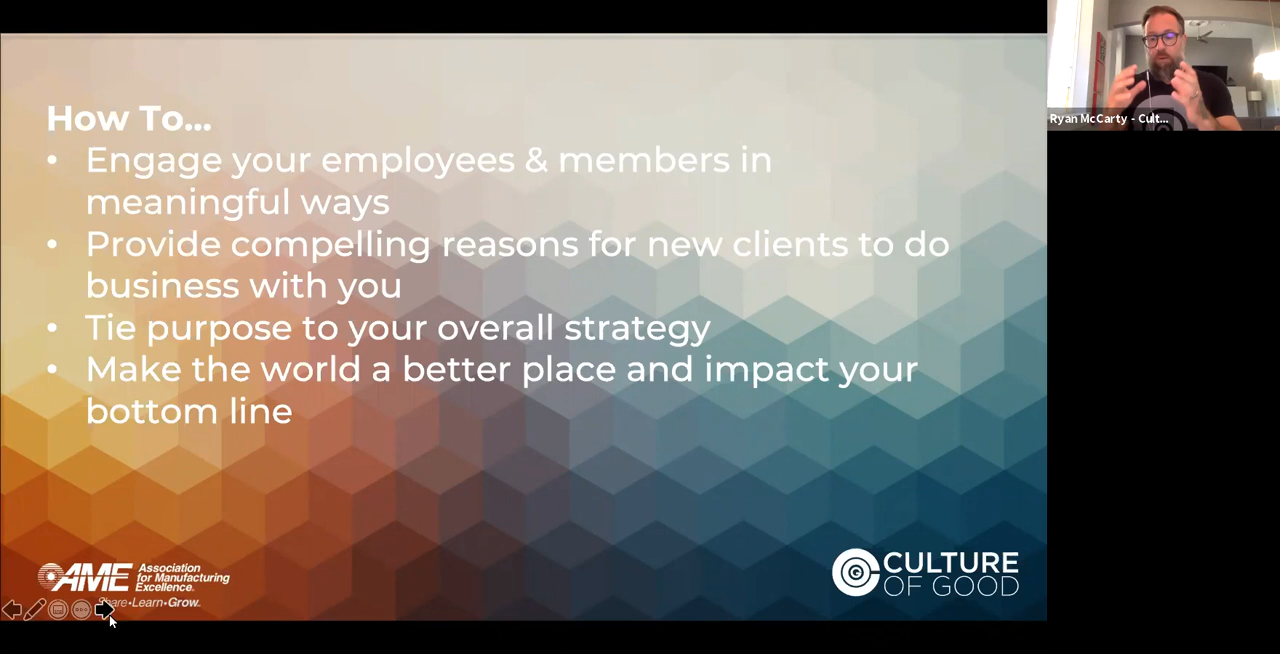 How To...
• Engage your employees & members in
meaningful ways
• Provide compelling reasons for new clients to do
business with you
• Tie purpose to your overall strategy
• Make the world a better place and impact your
bottom line
AME Association
for Manufacturing
Excellence
Share•Learn•Grow
CULTURE
OF GOOD
Ryan McCarty - Cult...